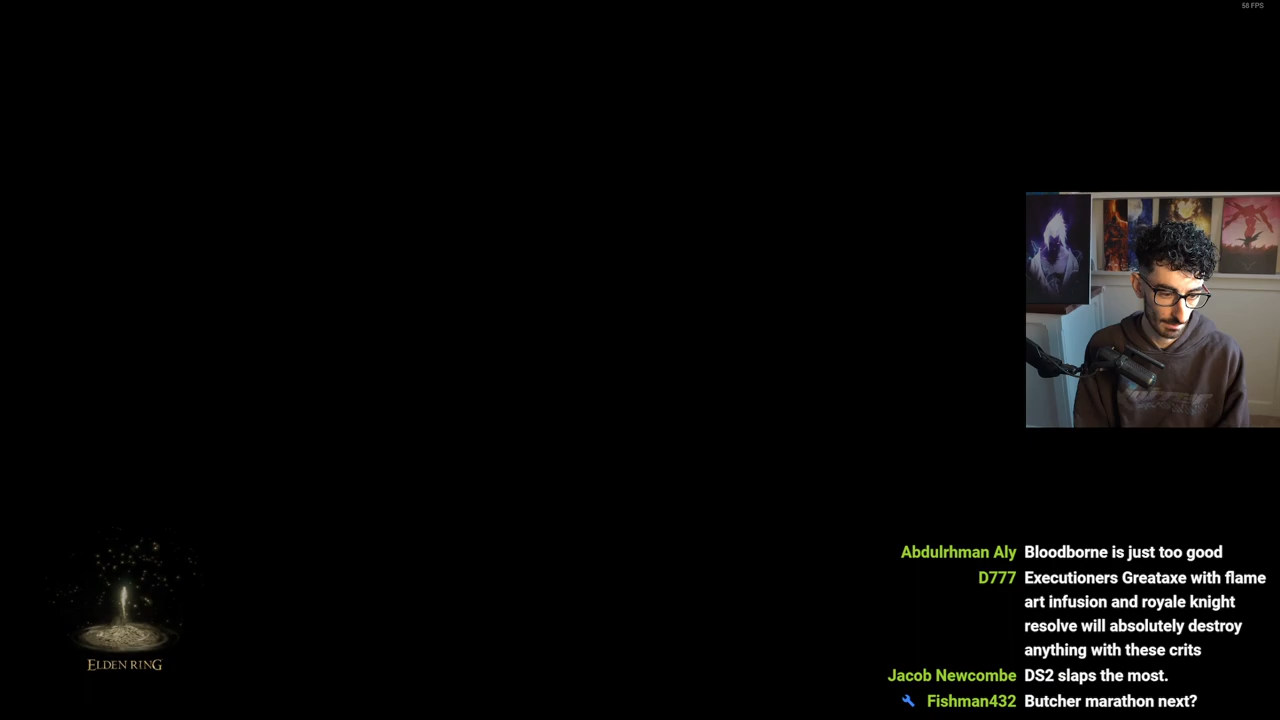 58 FPS
Abdulrhman Aly Bloodborne is just too good
D777 Executioners Greataxe with flame
art infusion and royale knight
resolve will absolutely destroy
anything with these crits
ELDEN RING
Jacob Newcombe DS2 slaps the most.
Fishman432 Butcher marathon next?